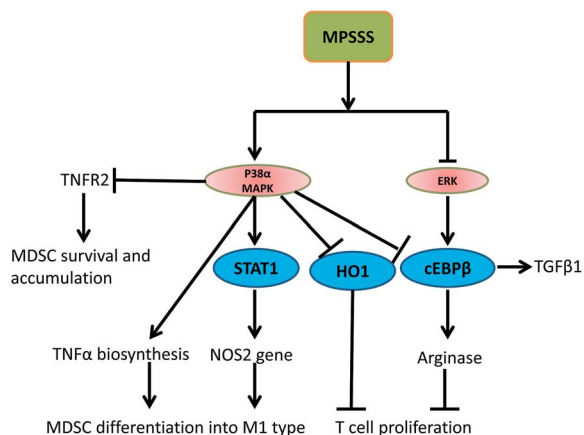 MPSSS
P38α
MAPK
ERK
TNFR2
MDSC survival and
accumulation
STAT1
HO1
cEBPβ
TGFβ1
TNFα biosynthesis
NOS2 gene
Arginase
MDSC differentiation into M1 type
T cell proliferation